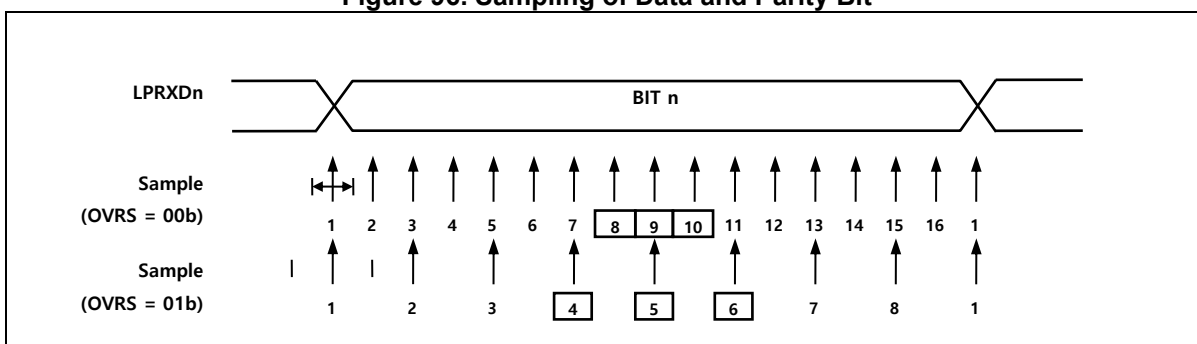 Figure 90. Sampling of Data and Parity Bit
LPRXDn
BIT n
Sample
(OVRS = 00b)
1 2 3 4 5 6 7 8 9 10 11 12 13 14 15 16 1
Sample
(OVRS = 01b)
1 2 3 4 5 6 7 8 1